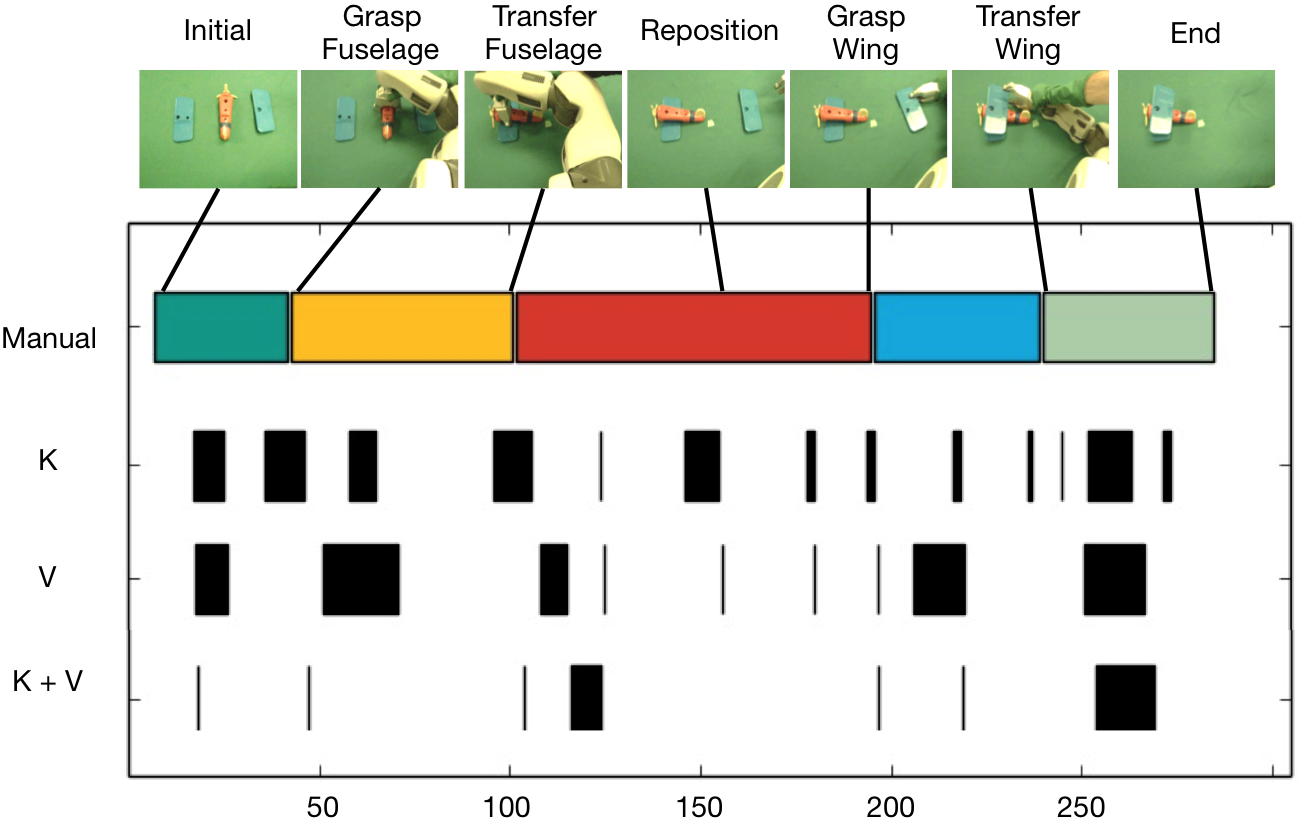 Initial
Grasp
Fuselage
Transfer
Fuselage
Reposition
Grasp
Wing
Transfer
Wing
End
Manual
K
V
K + V
50
100
150
200
250